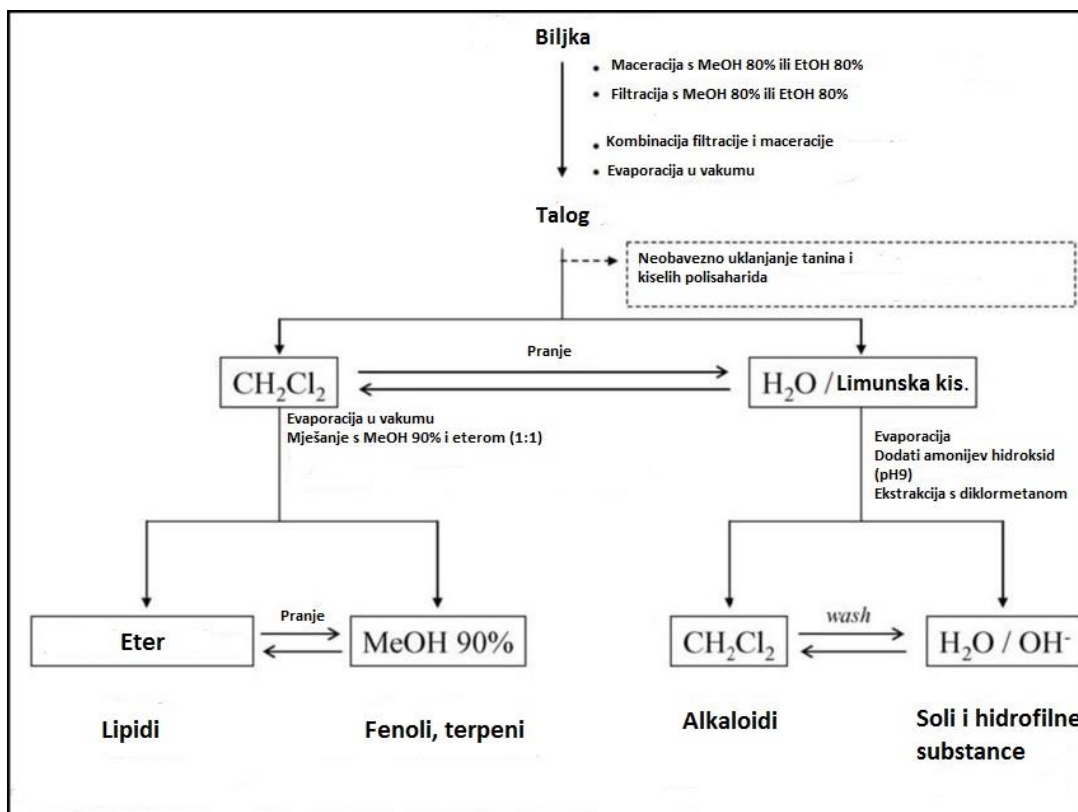 Biljka
• Maceracija s MeOH 80% ili EtOH 80%
• Filtracija s MeOH 80% ili EtOH 80%
• Kombinacija filtracije i maceracije
• Evaporacija u vakumu
Talog
Neobavezno uklanjanje tanina i
kiselih polisaharida
CH₂Cl₂
Pranje
H₂O / Limunska kis.
Evaporacija u vakumu
Mješanje s MeOH 90% i eterom (1:1)
Evaporacija
Dodati amonijev hidroksid
(pH9)
Ekstrakcija s diklormetanom
Eter
Pranje
MeOH 90%
CH₂Cl₂
wash
H₂O / OH⁻
Lipidi
Fenoli, terpeni
Alkaloidi
Soli i hidrofilne
substance